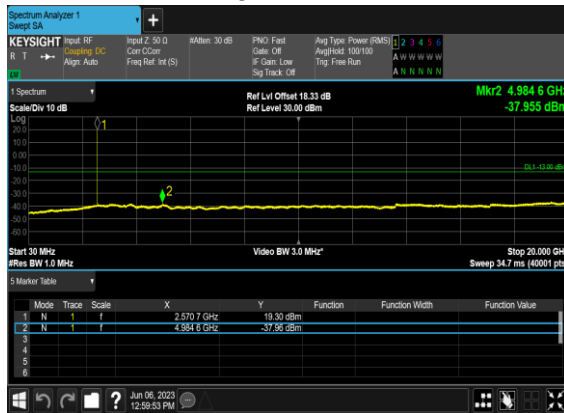 Spectrum Analyzer 1
Swept SA
KEYSIGHT Input: RF Input Z: 50 Ω #Atten: 30 dB PNO: Fast Avg Type: Power (RMS) 1 2 3 4 5 6
R T Coupling: DC Corr CCorr Gate: Off Avg|Hold: 100/100 A W W W W W
Align: Auto Freq Ref: Int (S) IF Gain: Low Trig: Free Run
Sig Track: Off A N N N N N
1 Spectrum Ref Lvl Offset 18.33 dB Mkr2 4.984 6 GH
Scale/Div 10 dB Ref Level 30.00 dBm -37.955 dBn
Log
20.0
10.0
0.00
-10.0
-20.0
-30.0
-40.0
-50.0
-60.0
1
DL1 -13.00 dB
2
Start 30 MHz Video BW 3.0 MHz* Stop 20.000 GH
#Res BW 1.0 MHz Sweep 34.7 ms (40001 pts
5 Marker Table
Mode Trace Scale X Y Function Function Width Function Value
1 N 1 f 2.570 7 GHz 19.30 dBm
2 N 1 f 4.984 6 GHz -37.96 dBm
3
4
5
6
? Jun 06, 2023
12:59:53 PM